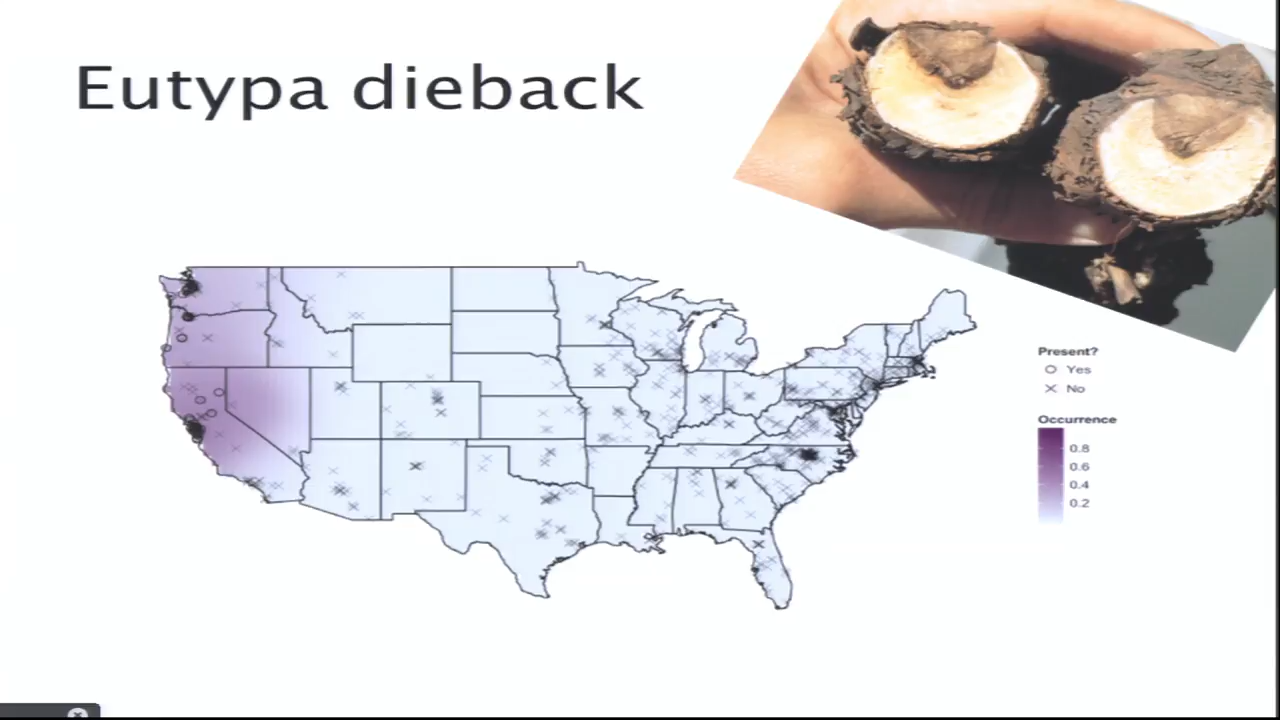 Eutypa dieback
Present?
Yes
No
Occurrence
0.8
0.6
0.4
0.2